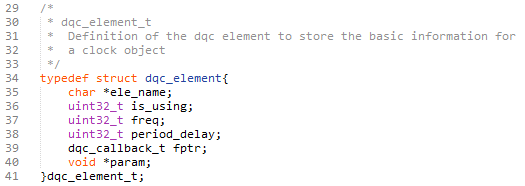 29 /*
30  * dqc_element_t
31  *  Definition of the dqc element to store the basic information for
32  *  a clock object
33  */
34 typedef struct dqc_element{
35     char *ele_name;
36     uint32_t is_using;
37     uint32_t freq;
38     uint32_t period_delay;
39     dqc_callback_t fptr;
40     void *param;
41 }dqc_element_t;